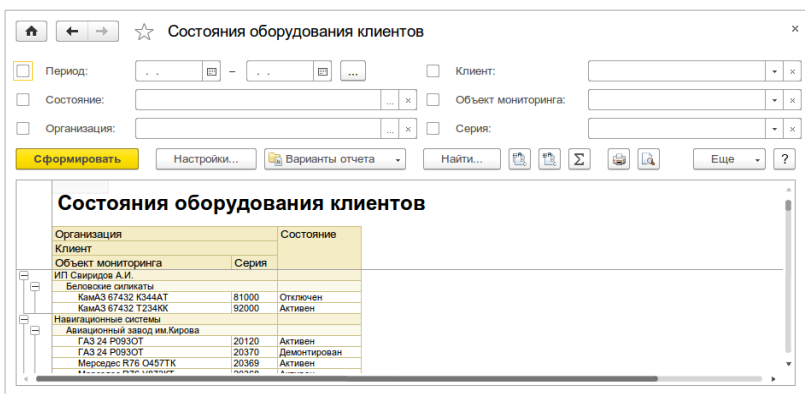 Состояния оборудования клиентов
Период: . . – . . ... Клиент:
Состояние: ... Объект мониторинга:
Организация: ... Серия:
Сформировать Настройки... Варианты отчета Найти... Σ Еще ?
Состояния оборудования клиентов
Организация Состояние
Клиент
Объект мониторинга Серия
ИП Свиридов А.И.
Беловские силикаты
КамАЗ 67432 К344АТ 81000 Отключен
КамАЗ 67432 Т234КК 92000 Активен
Навигационные системы
Авиационный завод им.Кирова
ГАЗ 24 Р093ОТ 20120 Активен
ГАЗ 24 Р093ОТ 20370 Демонтирован
Мерседес R76 О457ТК 20369 Активен